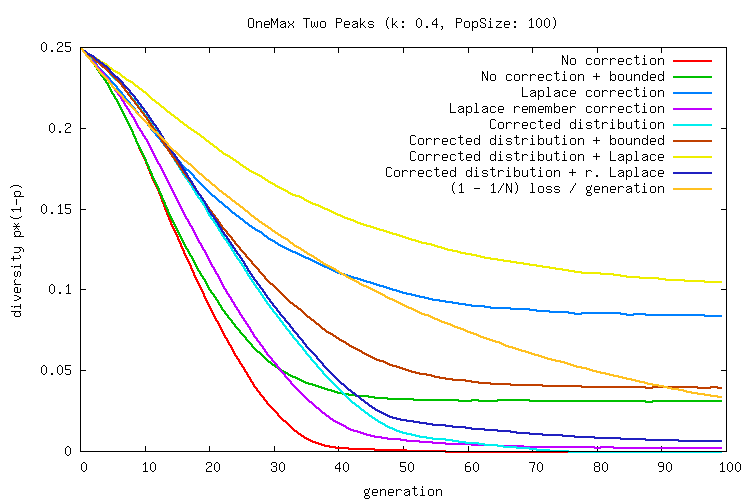 OneMax Two Peaks (k: 0.4, PopSize: 100)
0.25
0.2
0.15
0.1
0.05
0
diversity p*(1-p)
No correction
No correction + bounded
Laplace correction
Laplace remember correction
Corrected distribution
Corrected distribution + bounded
Corrected distribution + Laplace
Corrected distribution + r. Laplace
(1 - 1/N) loss / generation
0 10 20 30 40 50 60 70 80 90 100
generation